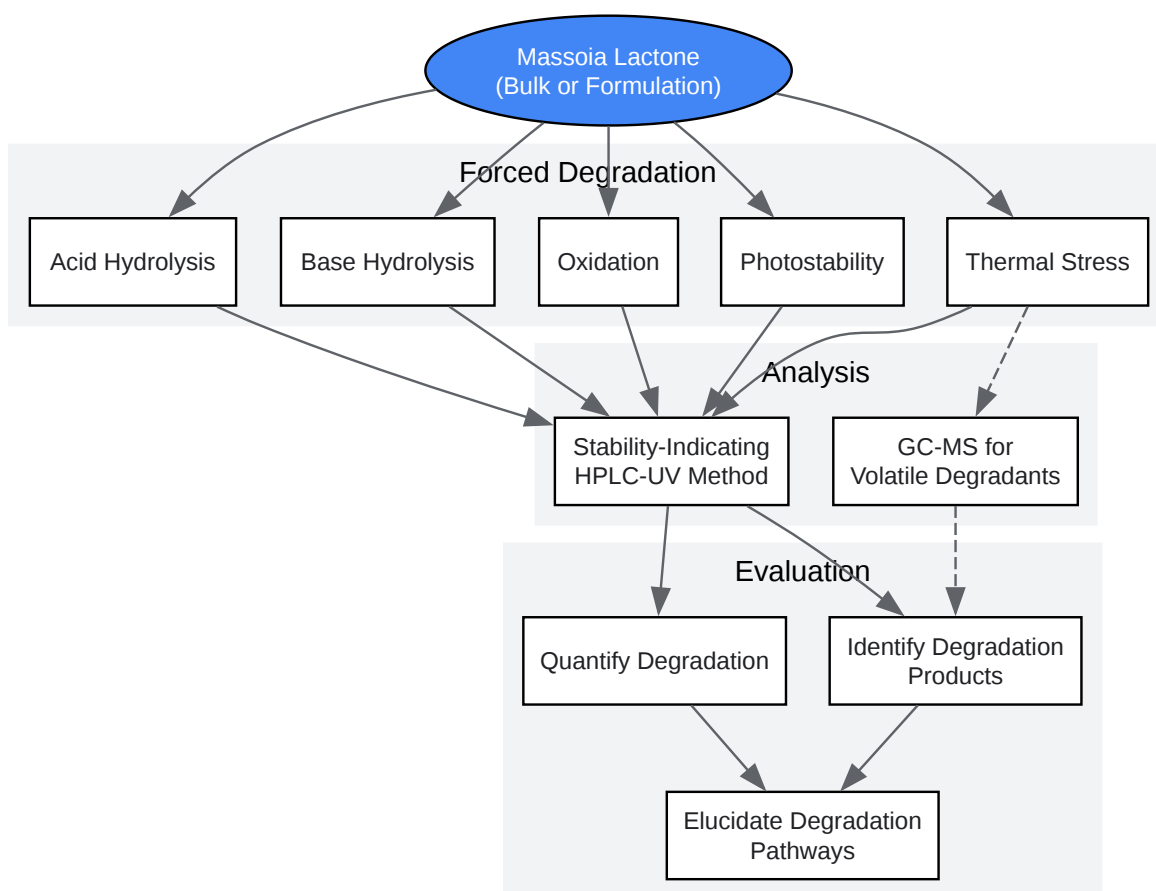 Massoia Lactone
(Bulk or Formulation)
Forced Degradation
Acid Hydrolysis
Base Hydrolysis
Oxidation
Photostability
Thermal Stress
Analysis
Stability-Indicating
HPLC-UV Method
GC-MS for
Volatile Degradants
Evaluation
Quantify Degradation
Identify Degradation
Products
Elucidate Degradation
Pathways